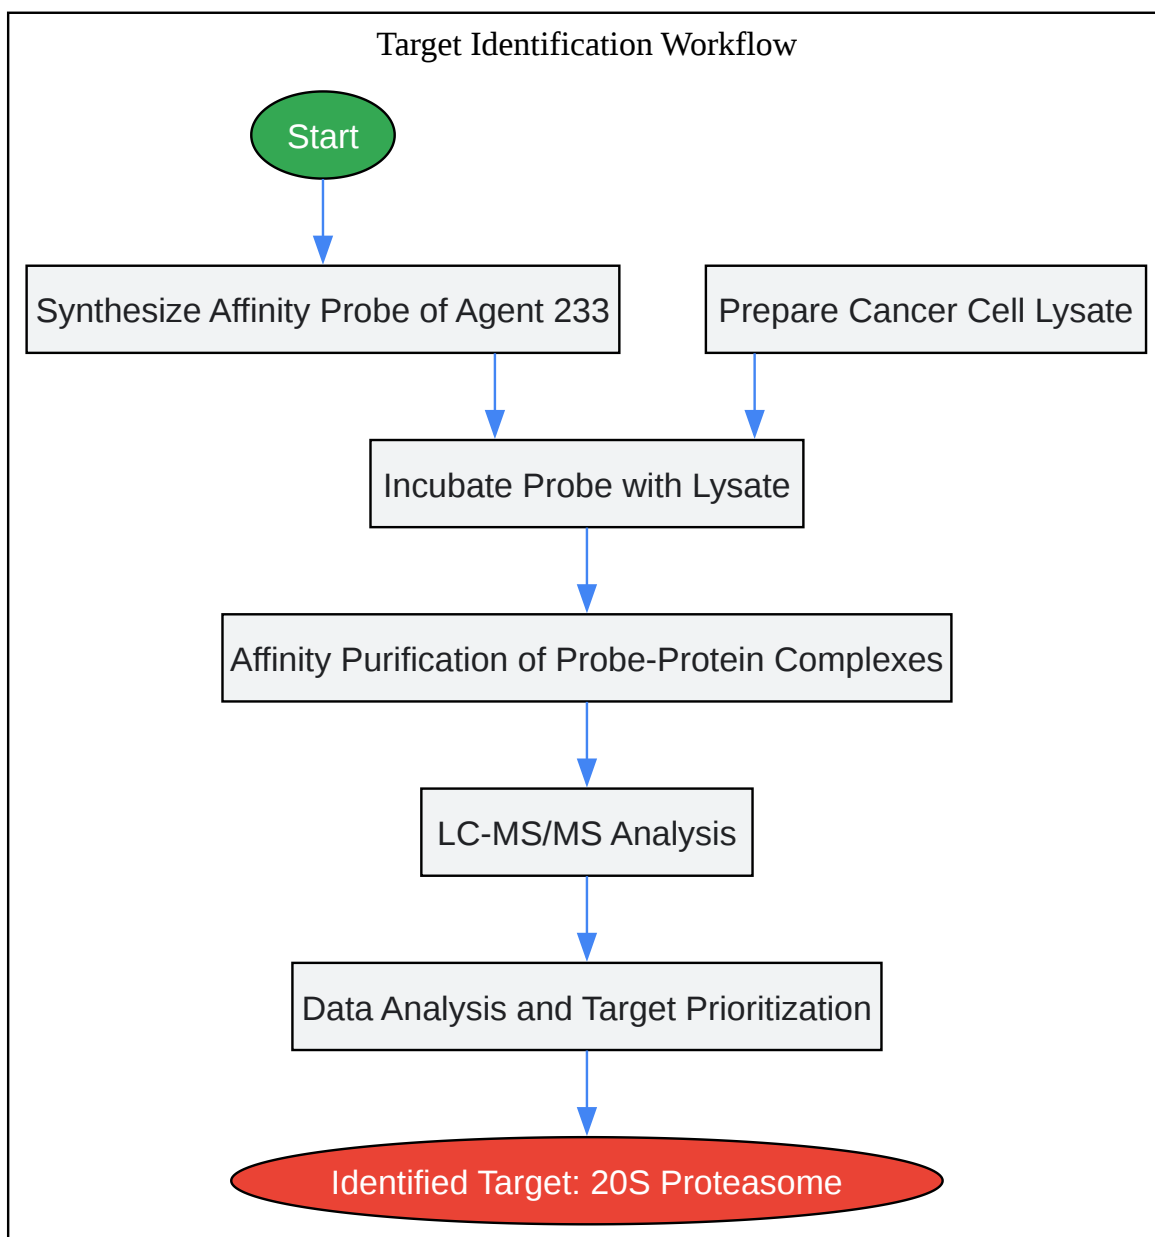 Target Identification Workflow
Start
Synthesize Affinity Probe of Agent 233
Prepare Cancer Cell Lysate
Incubate Probe with Lysate
Affinity Purification of Probe-Protein Complexes
LC-MS/MS Analysis
Data Analysis and Target Prioritization
Identified Target: 20S Proteasome